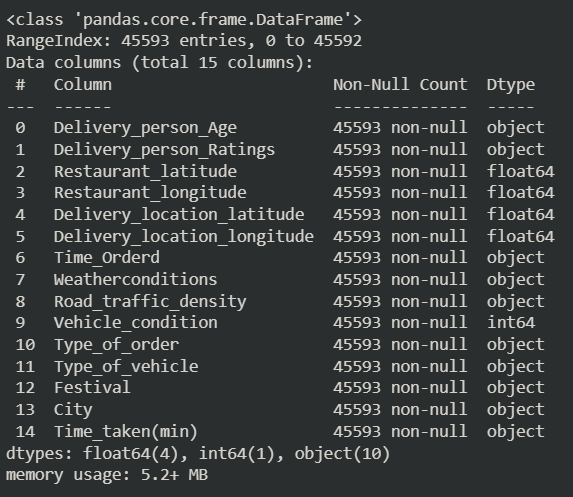 <class 'pandas.core.frame.DataFrame'>
RangeIndex: 45593 entries, 0 to 45592
Data columns (total 15 columns):
 #   Column                       Non-Null Count  Dtype
---  ------                       --------------  -----
 0   Delivery_person_Age          45593 non-null  object
 1   Delivery_person_Ratings      45593 non-null  object
 2   Restaurant_latitude          45593 non-null  float64
 3   Restaurant_longitude         45593 non-null  float64
 4   Delivery_location_latitude   45593 non-null  float64
 5   Delivery_location_longitude  45593 non-null  float64
 6   Time_Orderd                  45593 non-null  object
 7   Weatherconditions            45593 non-null  object
 8   Road_traffic_density         45593 non-null  object
 9   Vehicle_condition            45593 non-null  int64
 10  Type_of_order                45593 non-null  object
 11  Type_of_vehicle              45593 non-null  object
 12  Festival                     45593 non-null  object
 13  City                         45593 non-null  object
 14  Time_taken(min)              45593 non-null  object
dtypes: float64(4), int64(1), object(10)
memory usage: 5.2+ MB